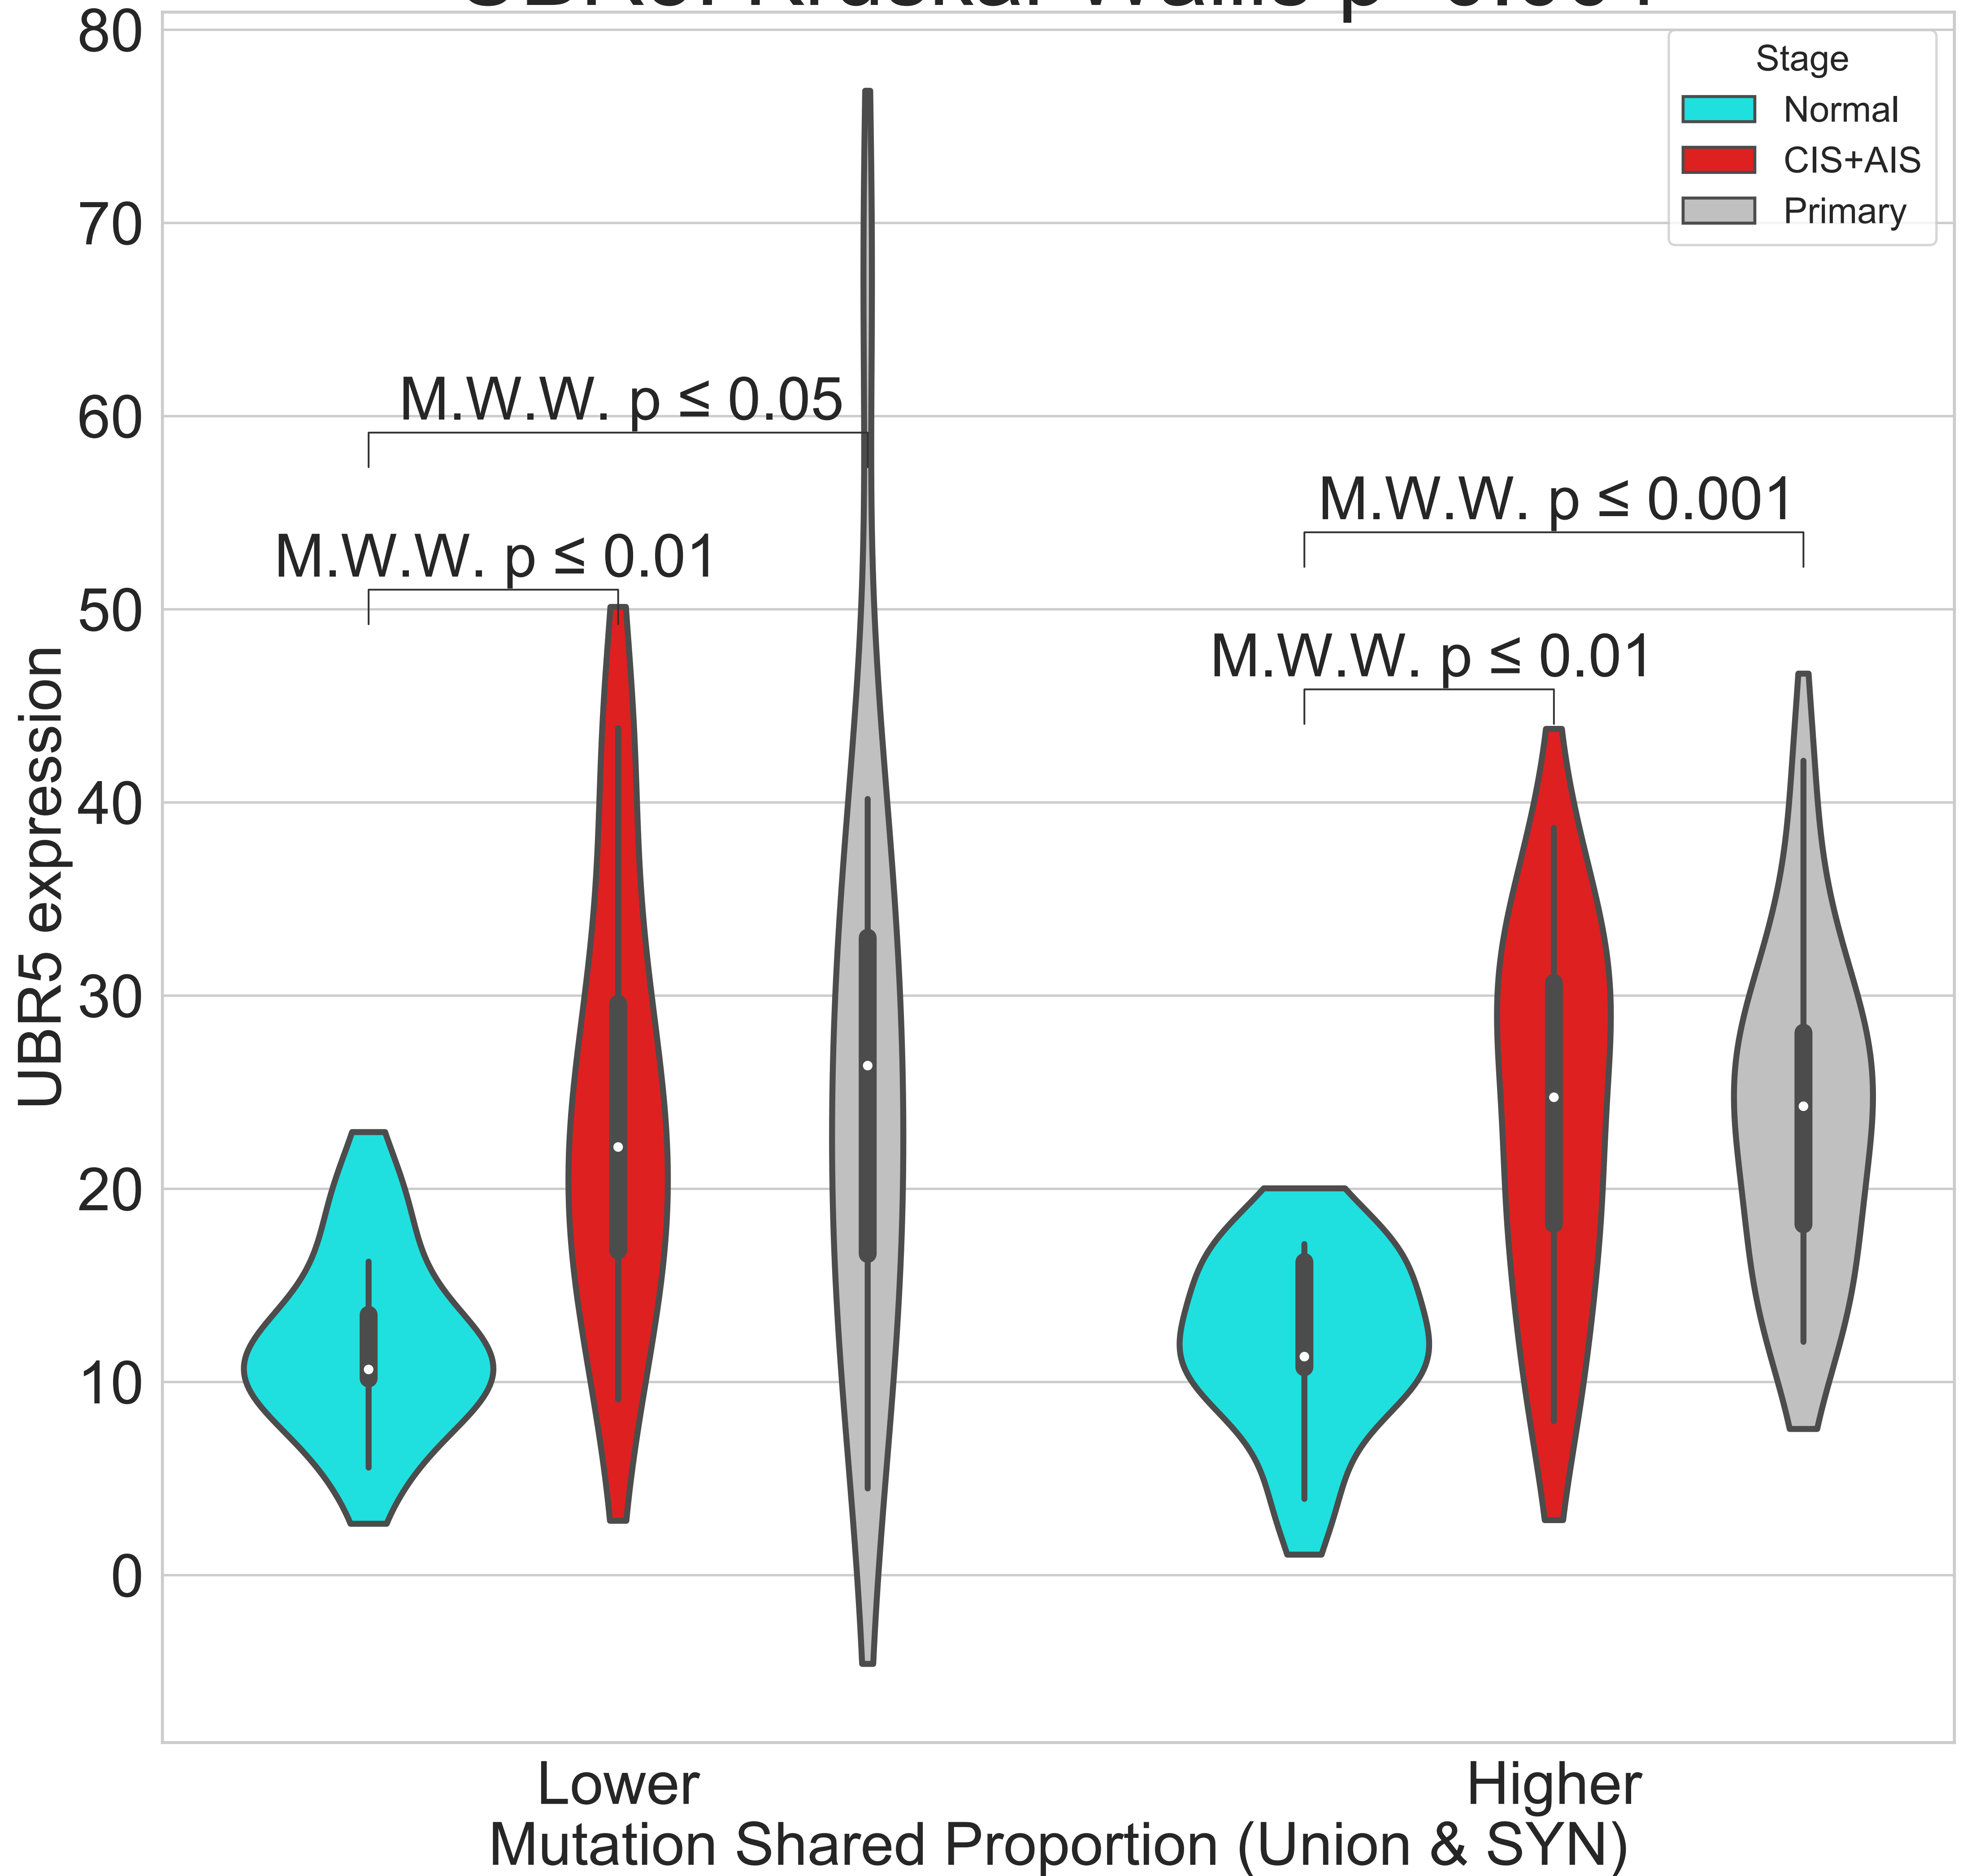 80
70
60
50
40
30
20
10
0
UBR5 expression
Stage
Normal
CIS+AIS
Primary
M.W.W. p ≤ 0.05
M.W.W. p ≤ 0.01
M.W.W. p ≤ 0.001
M.W.W. p ≤ 0.01
Lower
Higher
Mutation Shared Proportion (Union & SYN)